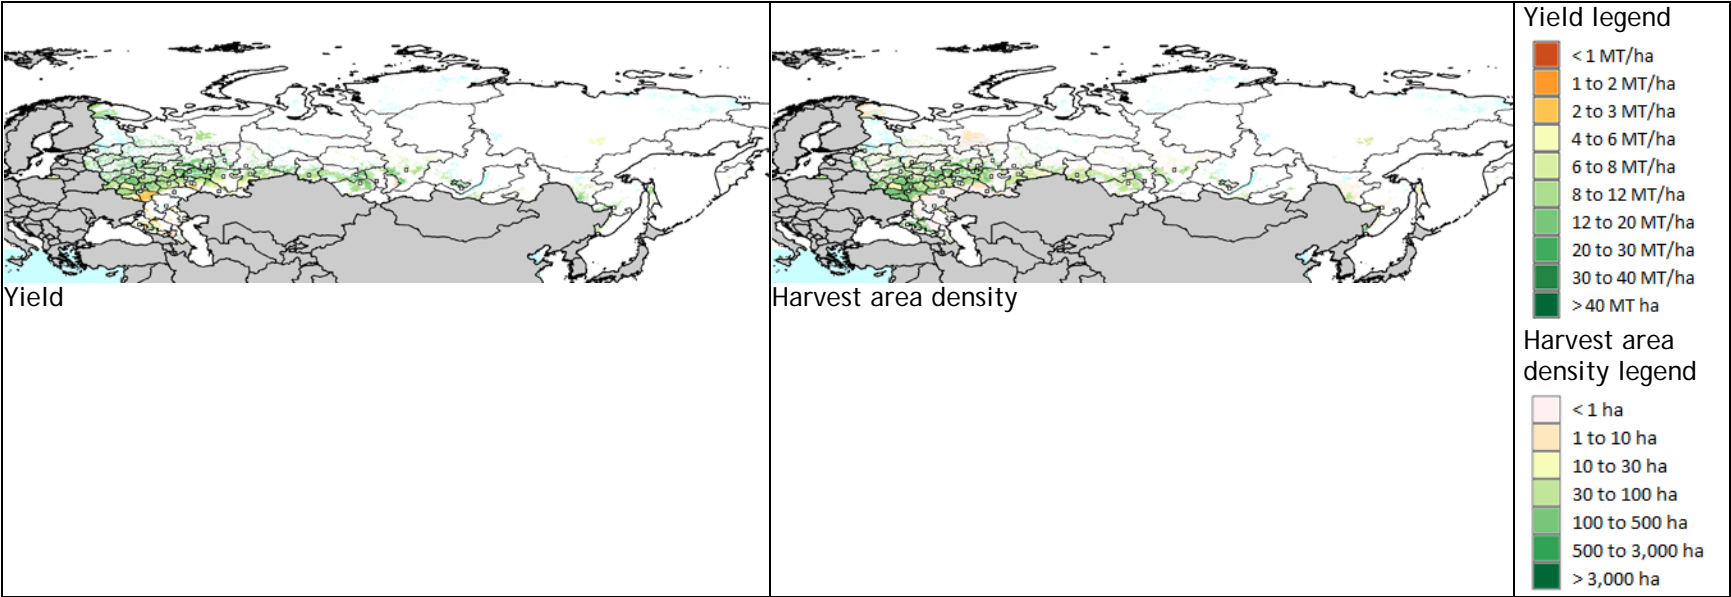 Yield
Harvest area density
Yield legend
< 1 MT/ha
1 to 2 MT/ha
2 to 3 MT/ha
4 to 6 MT/ha
6 to 8 MT/ha
8 to 12 MT/ha
12 to 20 MT/ha
20 to 30 MT/ha
30 to 40 MT/ha
> 40 MT ha
Harvest area
density legend
< 1 ha
1 to 10 ha
10 to 30 ha
30 to 100 ha
100 to 500 ha
500 to 3,000 ha
> 3,000 ha